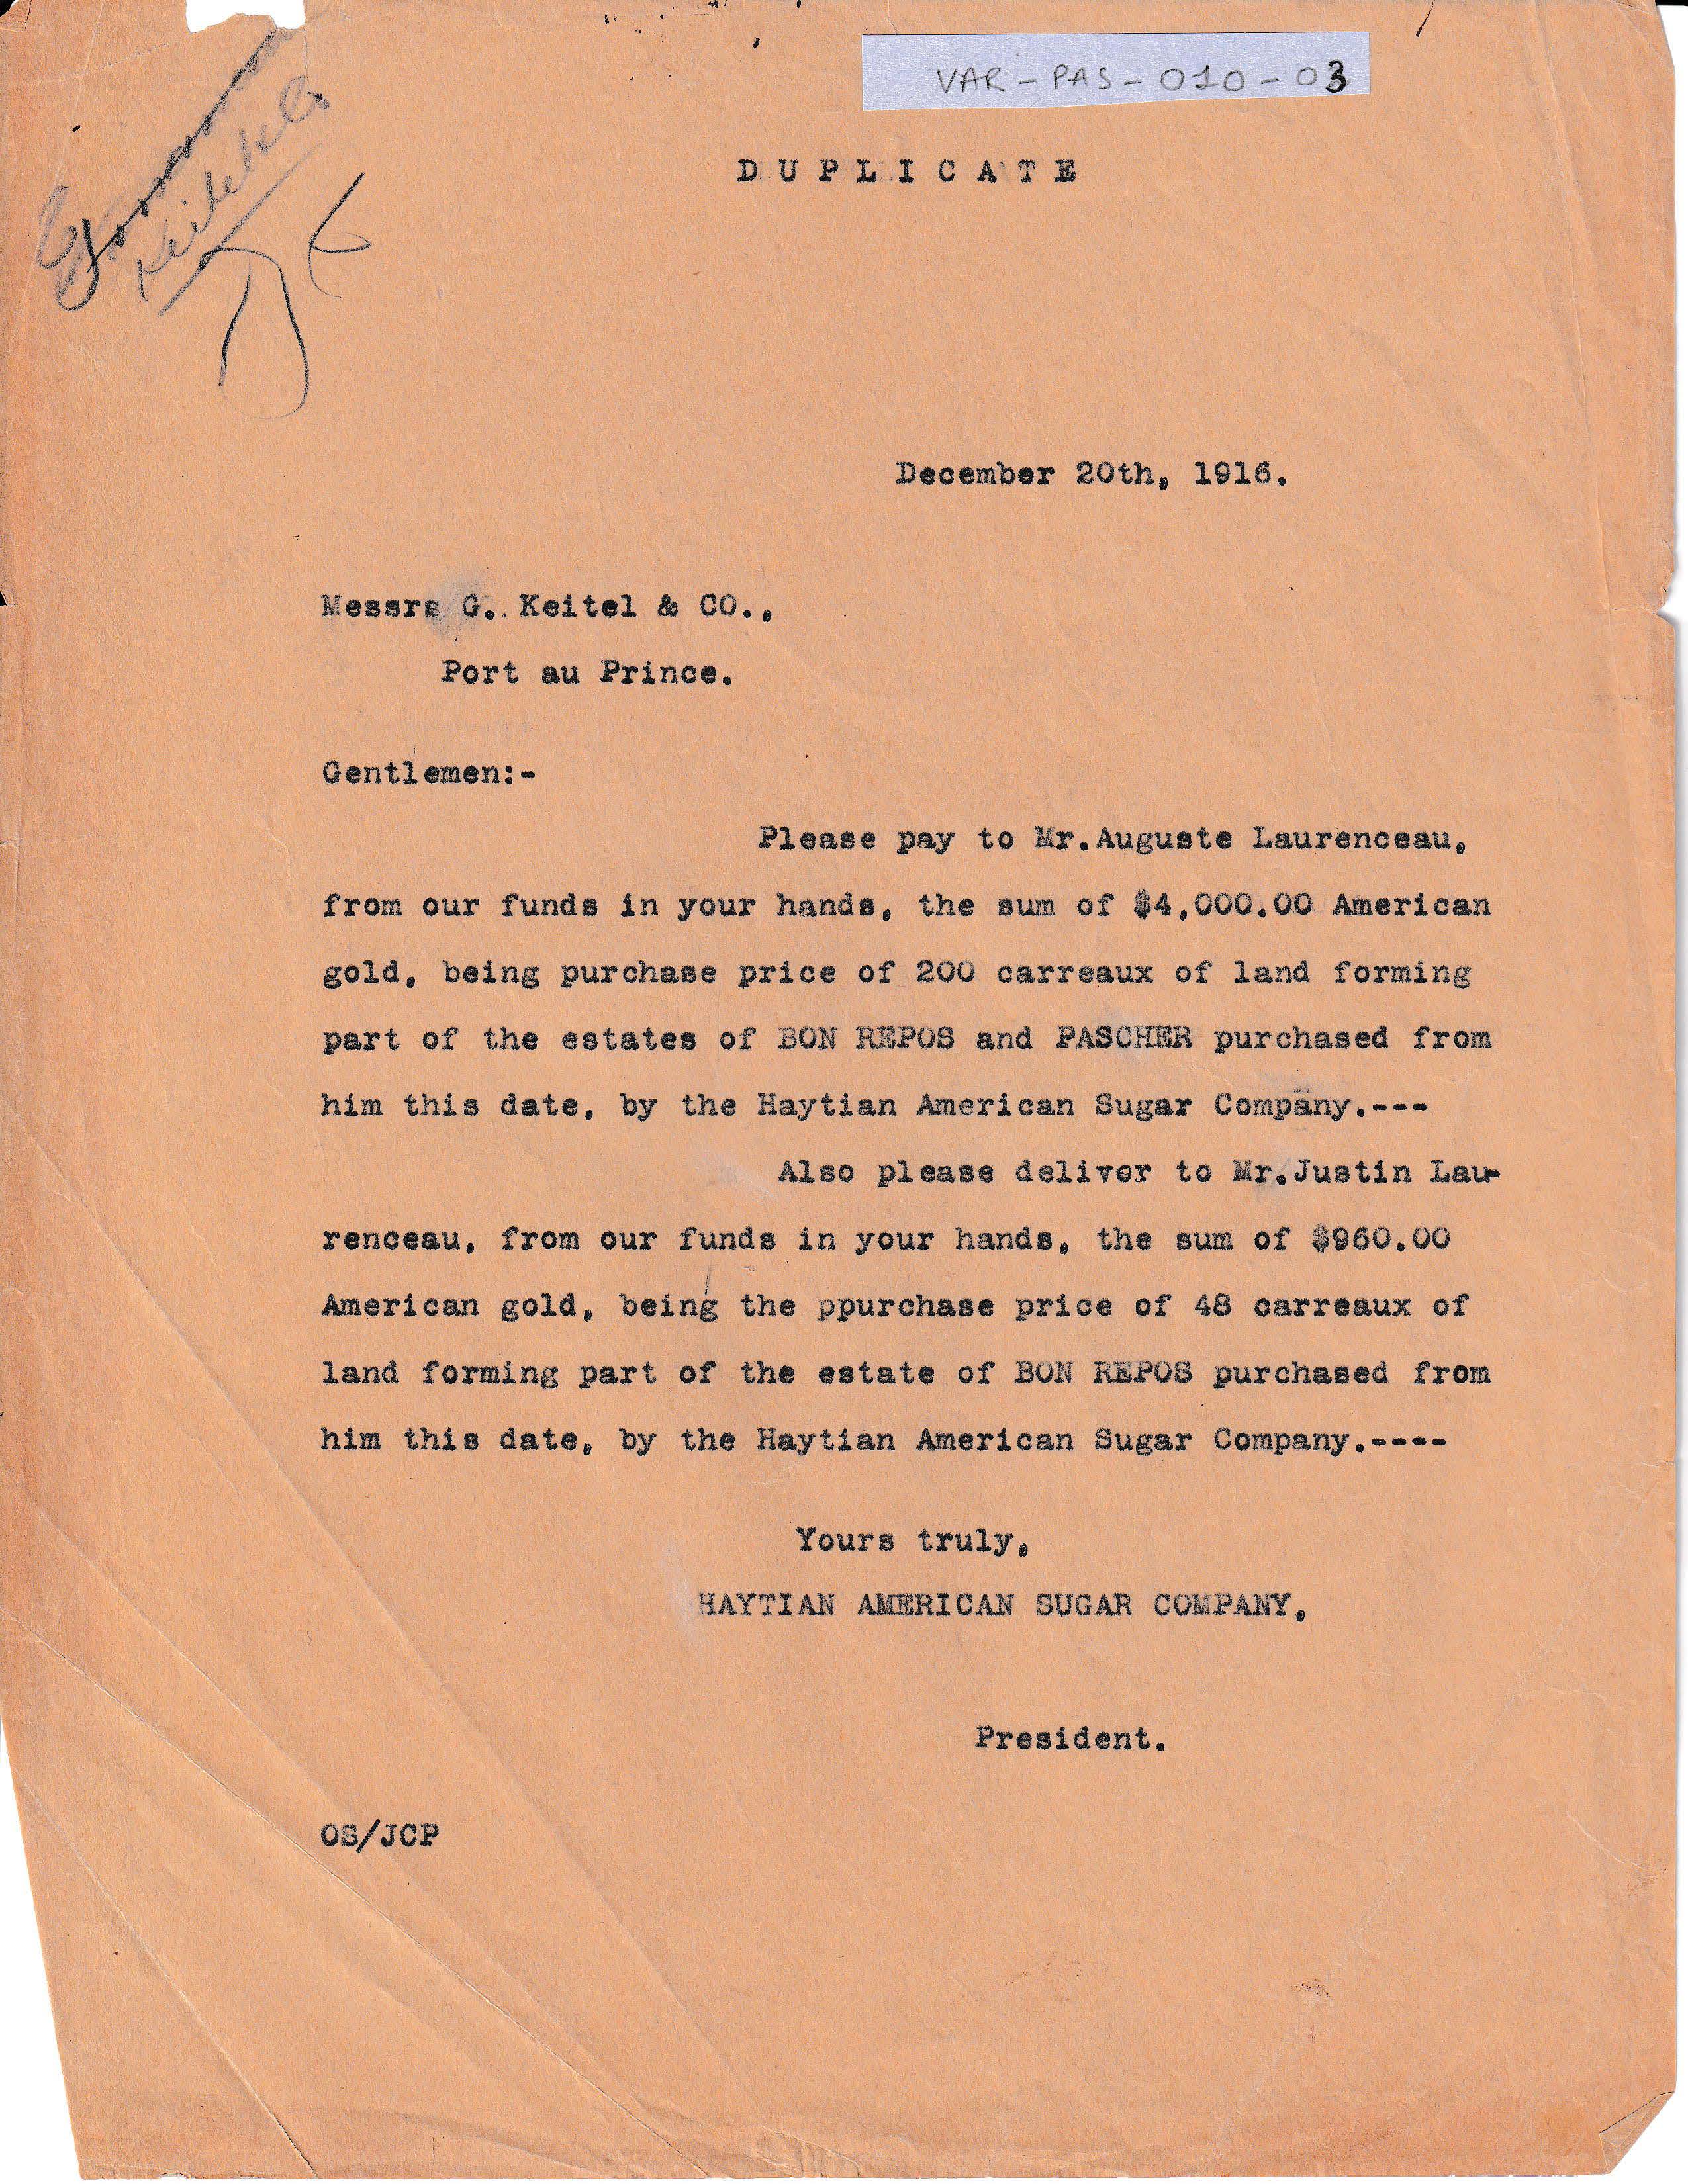 VAR - PAS - 010 - 03
DUPLICATE
Keitel & Co
December 20th, 1916.
Messrs G. Keitel & CO.,
Port au Prince.
Gentlemen:-
Please pay to Mr.Auguste Laurenceau,
from our funds in your hands, the sum of $4,000.00 American
gold, being purchase price of 200 carreaux of land forming
part of the estates of BON REPOS and PASCHER purchased from
him this date, by the Haytian American Sugar Company.---
Also please deliver to Mr.Justin Lau-
renceau, from our funds in your hands, the sum of $960.00
American gold, being the ppurchase price of 48 carreaux of
land forming part of the estate of BON REPOS purchased from
him this date, by the Haytian American Sugar Company.----
Yours truly,
HAYTIAN AMERICAN SUGAR COMPANY,
President.
OS/JCP